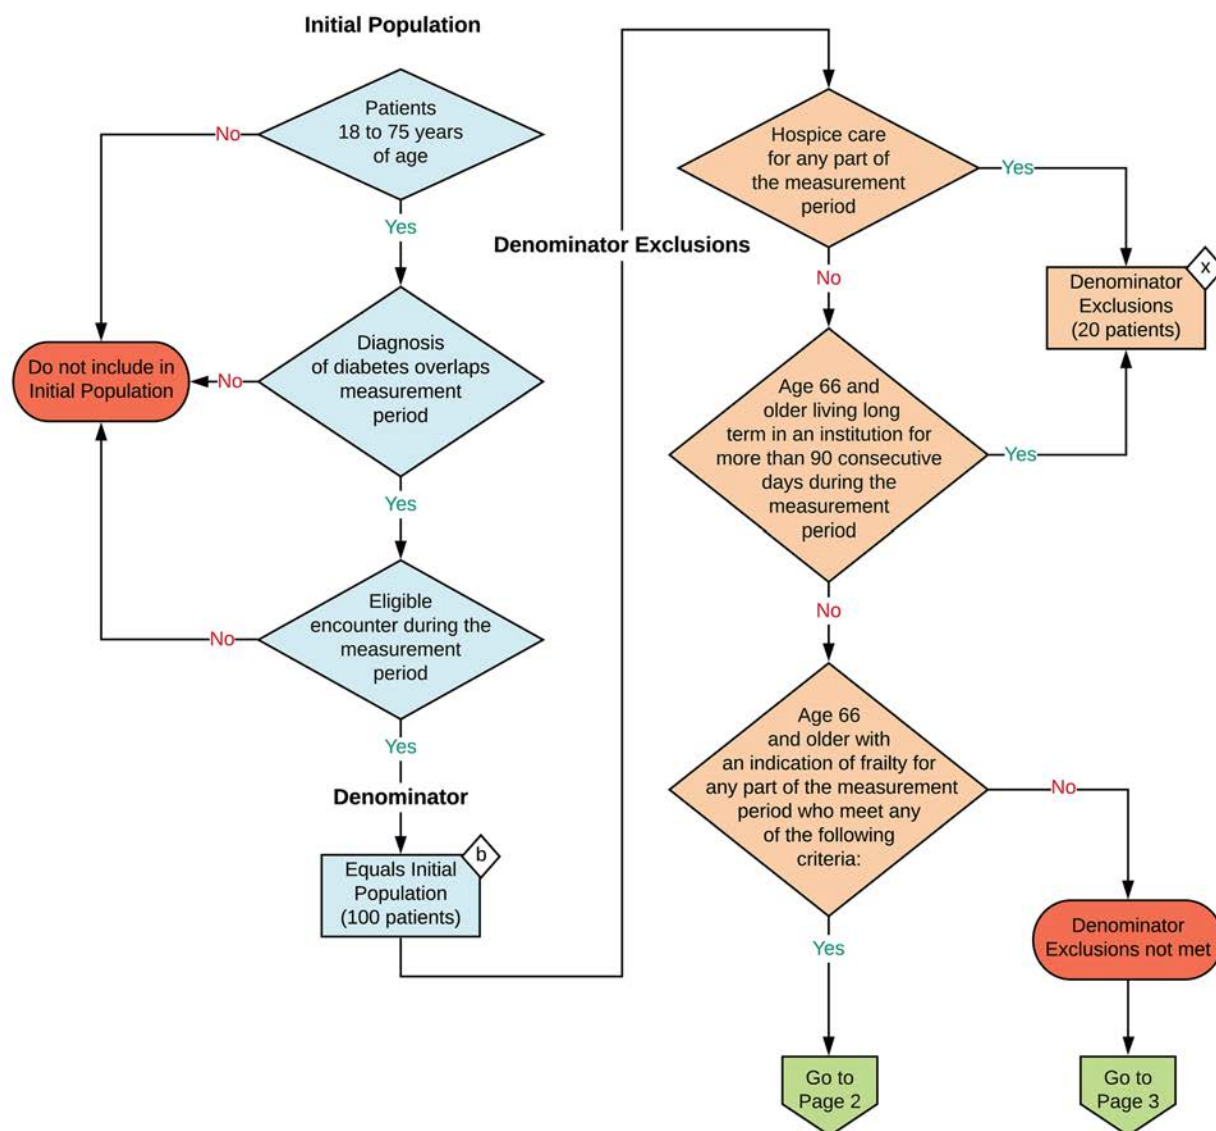 Initial Population
Patients
18 to 75 years
of age
No
Yes
Diagnosis
of diabetes overlaps
measurement
period
No
Do not include in
Initial Population
Yes
Eligible
encounter during the
measurement
period
No
Yes
Denominator
b
Equals Initial
Population
(100 patients)
Denominator Exclusions
Hospice care
for any part of
the measurement
period
Yes
No
x
Denominator
Exclusions
(20 patients)
Age 66 and
older living long
term in an institution for
more than 90 consecutive
days during the
measurement
period
Yes
No
Age 66
and older with
an indication of frailty for
any part of the measurement
period who meet any
of the following
criteria:
No
Yes
Denominator
Exclusions not met
Go to
Page 2
Go to
Page 3